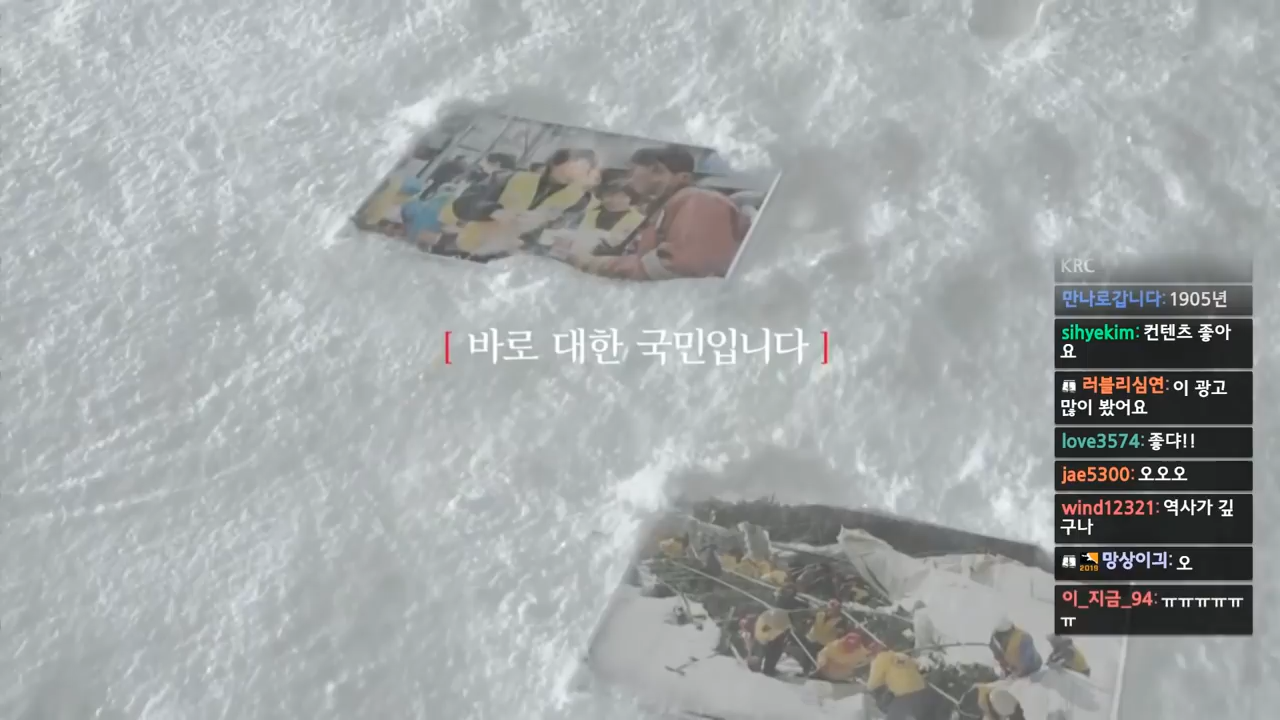 [ 바로 대한 국민입니다 ]
KRC
만나로갑니다: 1905년
sihyekim: 컨텐츠 좋아
요
러블리심연: 이 광고
많이 봤어요
love3574: 좋댜!!
jae5300: 오오오
wind12321: 역사가 깊
구나
2019 망상이긔: 오
이_지금_94: ㅠㅠㅠㅠㅠ
ㅠ